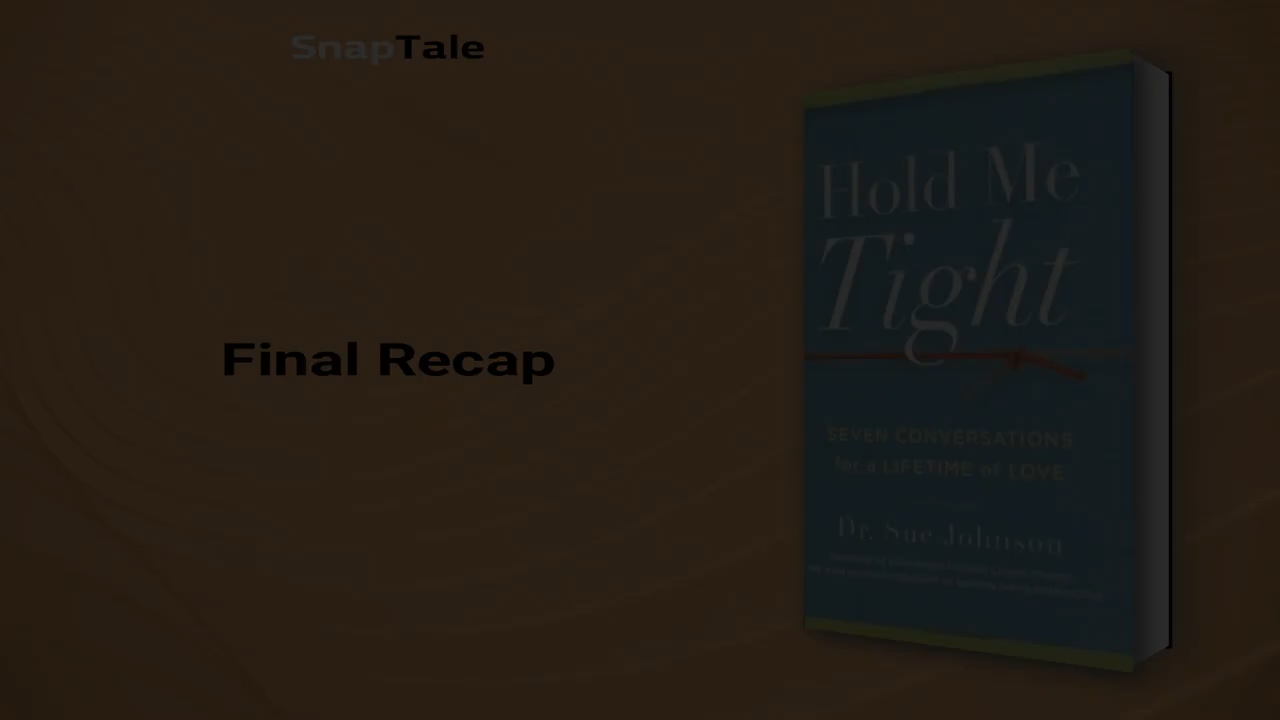 SnapTale
Final Recap
Hold Me
Tight
SEVEN CONVERSATIONS
for a LIFETIME of LOVE
Dr. Sue Johnson